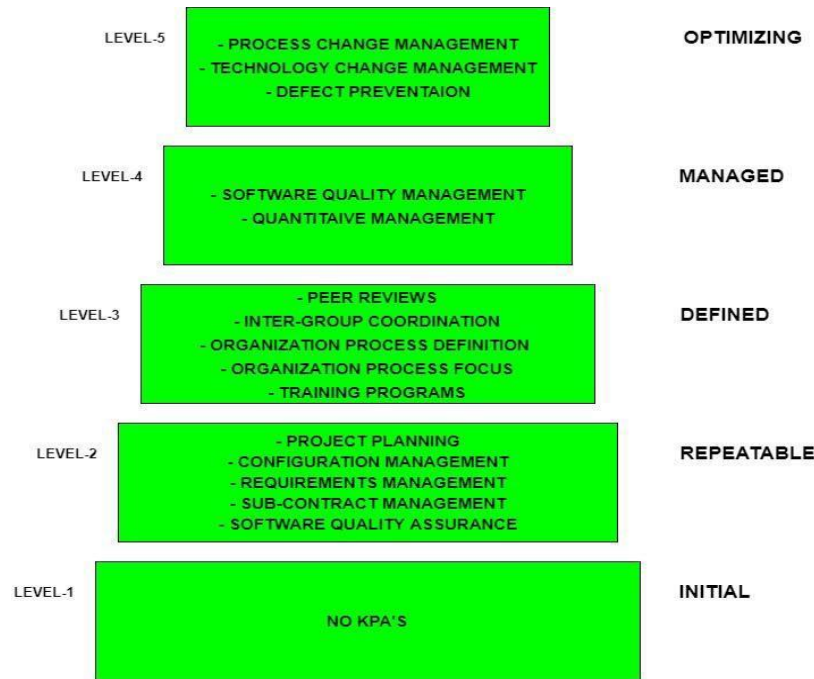 LEVEL-5
- PROCESS CHANGE MANAGEMENT
- TECHNOLOGY CHANGE MANAGEMENT
- DEFECT PREVENTAION
OPTIMIZING
LEVEL-4
- SOFTWARE QUALITY MANAGEMENT
- QUANTITAIVE MANAGEMENT
MANAGED
LEVEL-3
- PEER REVIEWS
- INTER-GROUP COORDINATION
- ORGANIZATION PROCESS DEFINITION
- ORGANIZATION PROCESS FOCUS
- TRAINING PROGRAMS
DEFINED
LEVEL-2
- PROJECT PLANNING
- CONFIGURATION MANAGEMENT
- REQUIREMENTS MANAGEMENT
- SUB-CONTRACT MANAGEMENT
- SOFTWARE QUALITY ASSURANCE
REPEATABLE
LEVEL-1
NO KPA'S
INITIAL